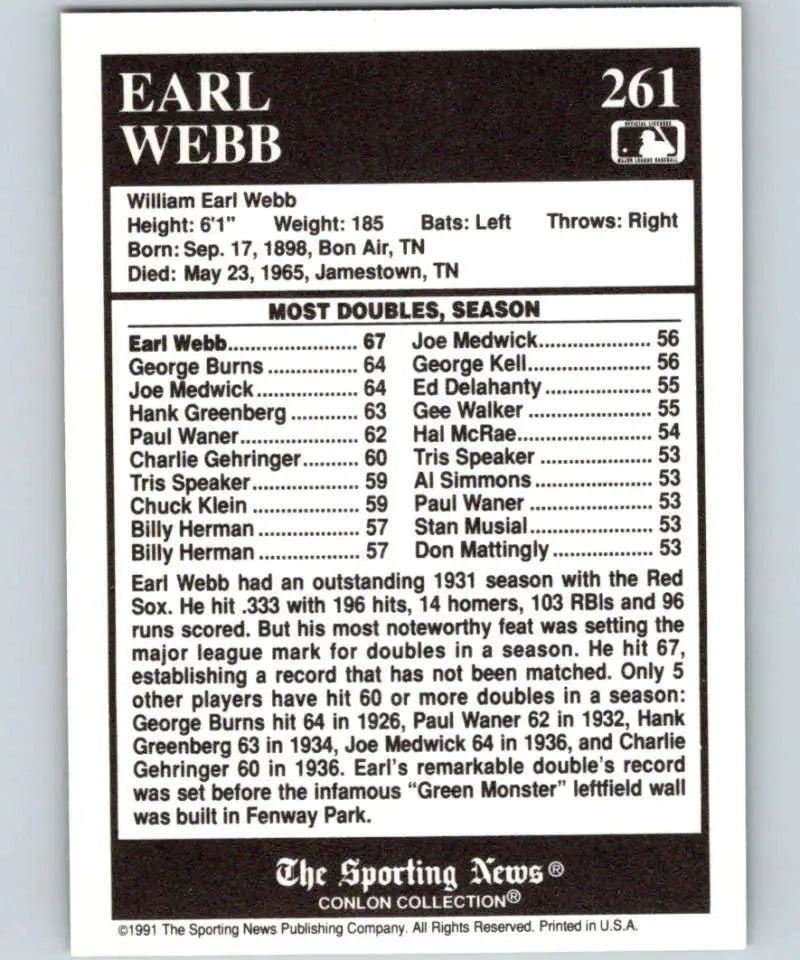 EARL
WEBB
261
OFFICIAL LICENSEE
MAJOR LEAGUE BASEBALL
William Earl Webb
Height: 6'1" Weight: 185 Bats: Left Throws: Right
Born: Sep. 17, 1898, Bon Air, TN
Died: May 23, 1965, Jamestown, TN
MOST DOUBLES, SEASON
Earl Webb....................... 67
George Burns ................. 64
Joe Medwick................... 64
Hank Greenberg ............ 63
Paul Waner...................... 62
Charlie Gehringer.......... 60
Tris Speaker.................... 59
Chuck Klein .................... 59
Billy Herman ................... 57
Billy Herman ................... 57
Joe Medwick.................... 56
George Kell...................... 56
Ed Delahanty ................... 55
Gee Walker ...................... 55
Hal McRae........................ 54
Tris Speaker .................... 53
Al Simmons ..................... 53
Paul Waner ...................... 53
Stan Musial...................... 53
Don Mattingly .................. 53
Earl Webb had an outstanding 1931 season with the Red
Sox. He hit .333 with 196 hits, 14 homers, 103 RBIs and 96
runs scored. But his most noteworthy feat was setting the
major league mark for doubles in a season. He hit 67,
establishing a record that has not been matched. Only 5
other players have hit 60 or more doubles in a season:
George Burns hit 64 in 1926, Paul Waner 62 in 1932, Hank
Greenberg 63 in 1934, Joe Medwick 64 in 1936, and Charlie
Gehringer 60 in 1936. Earl's remarkable double's record
was set before the infamous “Green Monster” leftfield wall
was built in Fenway Park.
The Sporting News®
CONLON COLLECTION®
©1991 The Sporting News Publishing Company. All Rights Reserved. Printed in U.S.A.